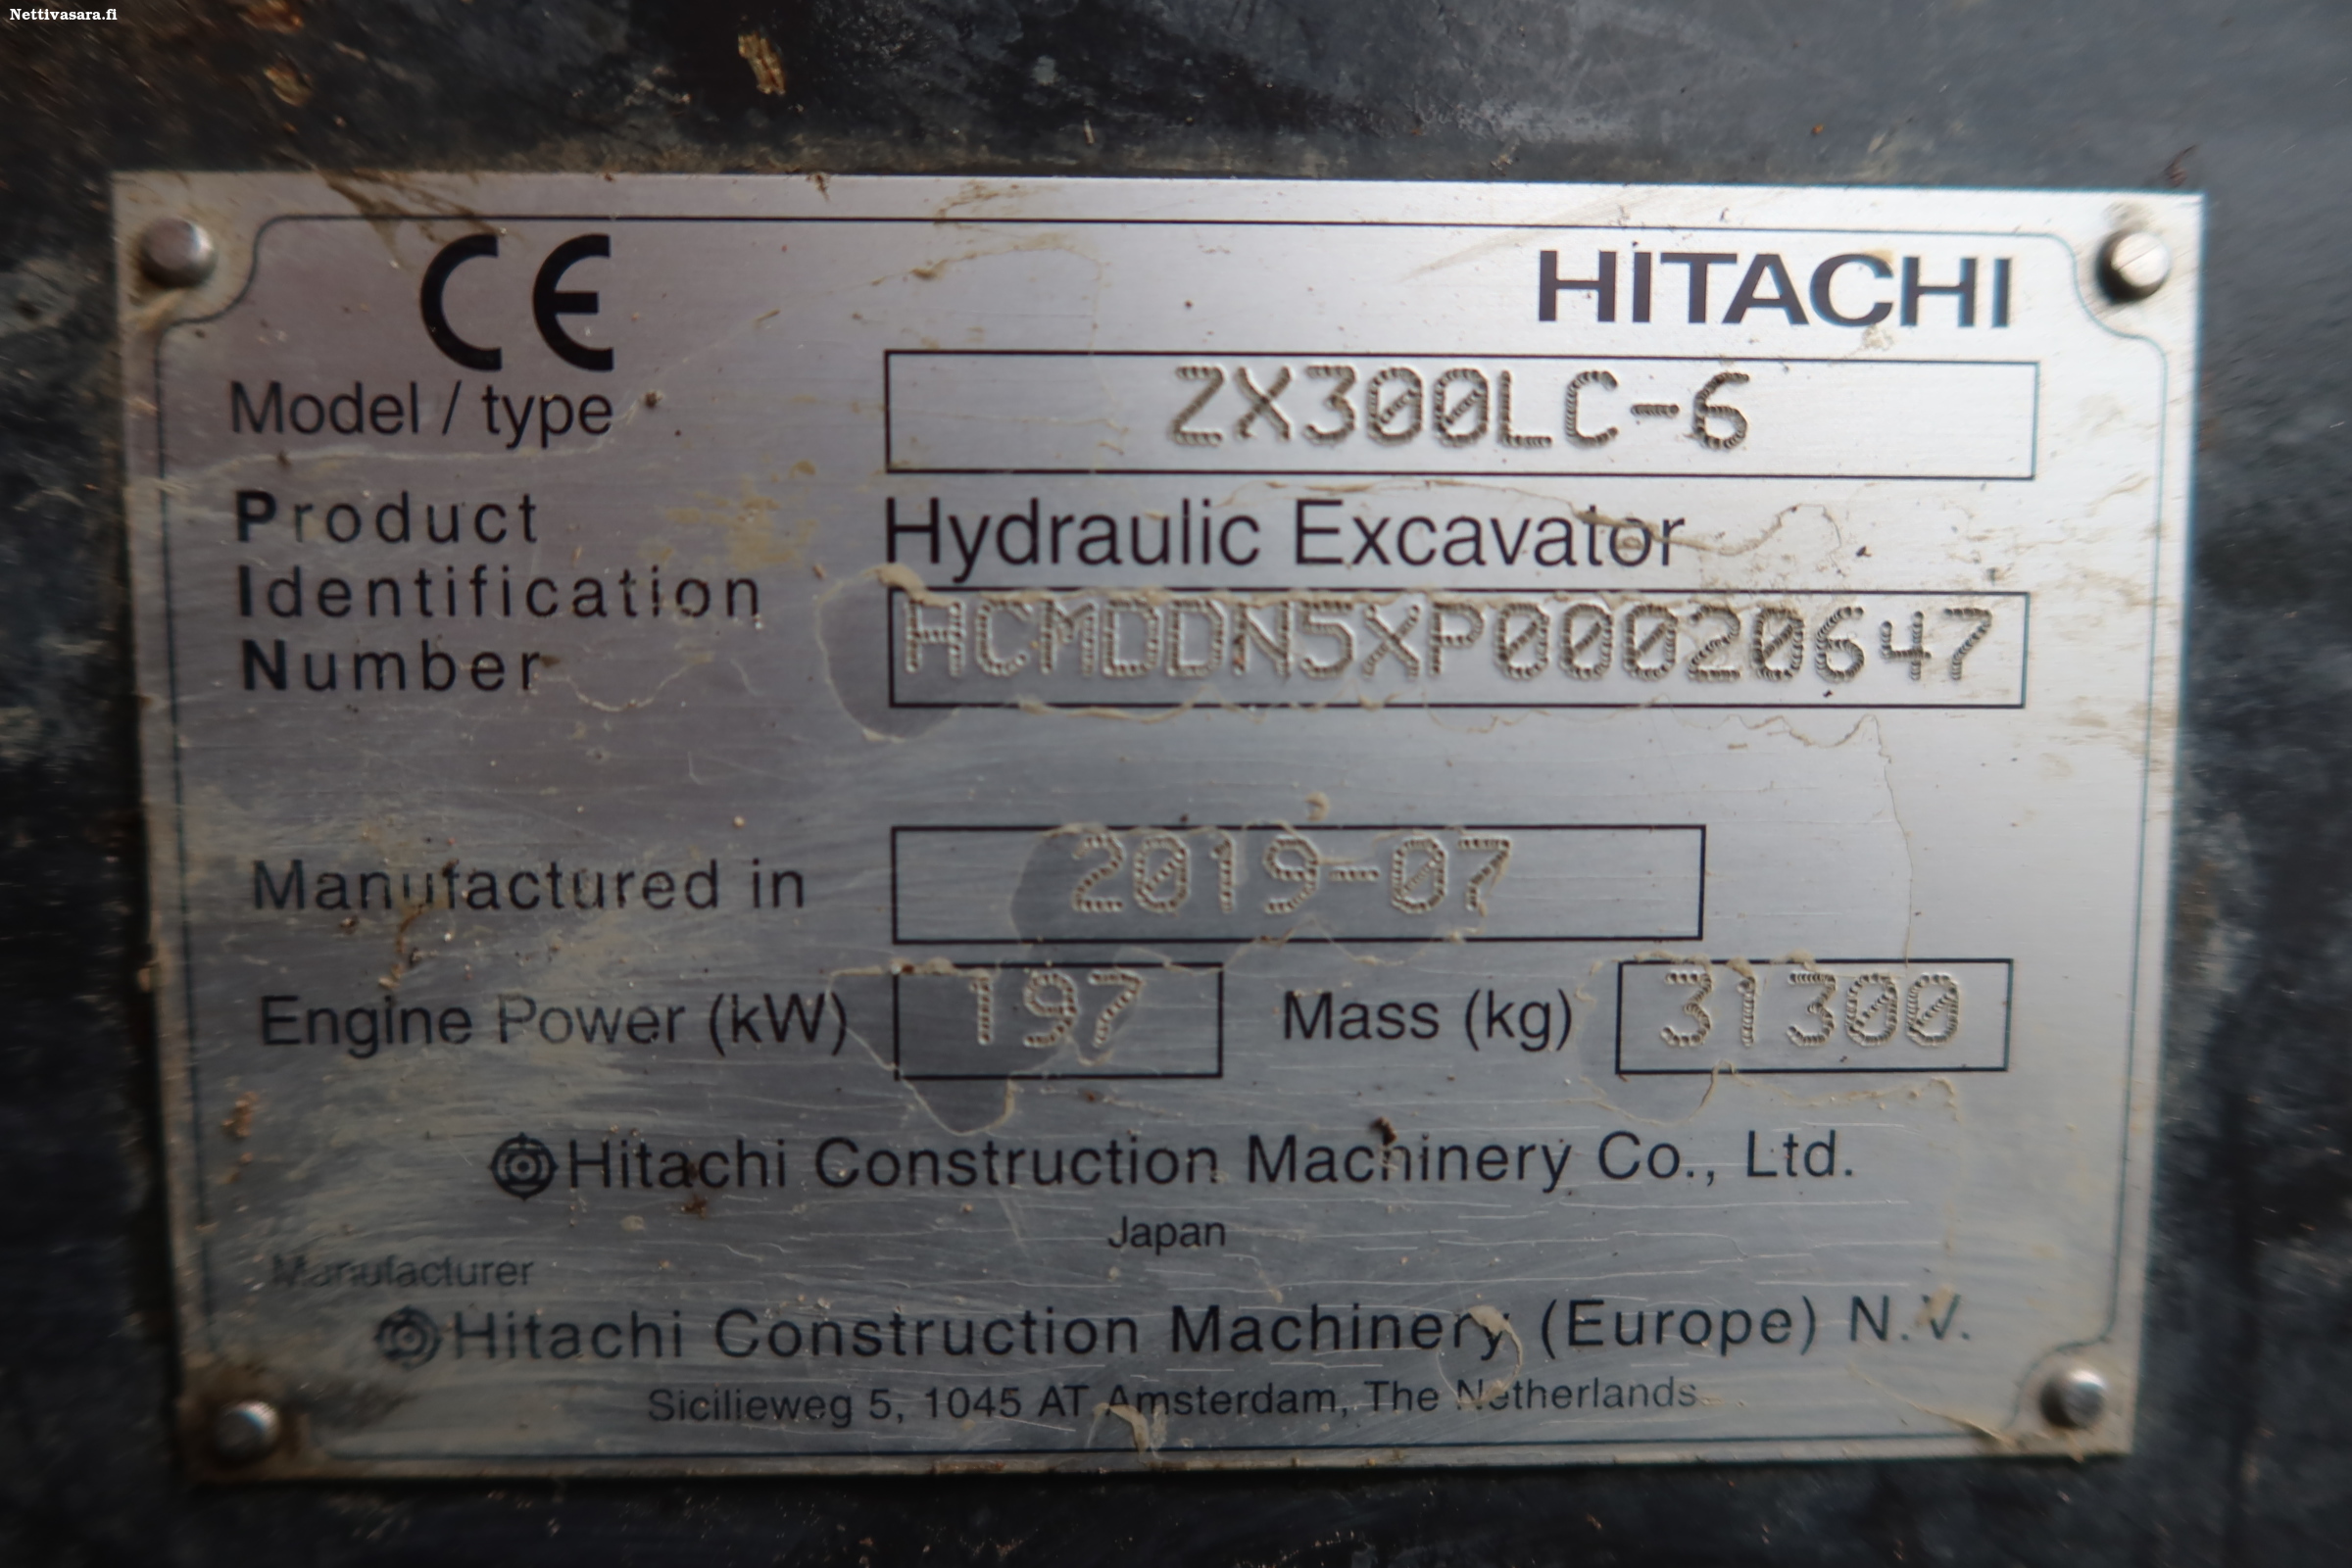 Nettivasara.fi
CE
HITACHI
Model / type ZX300LC-6
Product Hydraulic Excavator
Identification
Number HCMDDN5XP00020647
Manufactured in 2019-07
Engine Power (kW) 197 Mass (kg) 31300
Hitachi Construction Machinery Co., Ltd.
Japan
Manufacturer
Hitachi Construction Machinery (Europe) N.V.
Sicilieweg 5, 1045 AT Amsterdam, The Netherlands